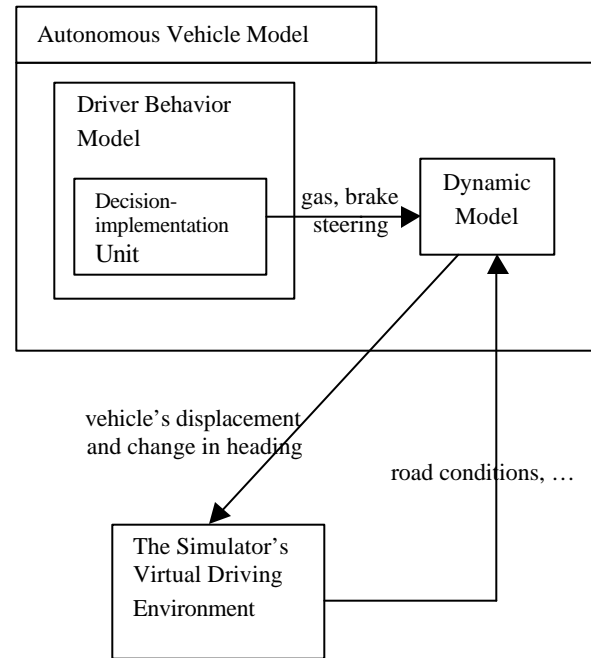 Autonomous Vehicle Model
Driver Behavior
Model
Decision-
implementation
Unit
gas, brake
steering
Dynamic
Model
vehicle’s displacement
and change in heading
road conditions, …
The Simulator’s
Virtual Driving
Environment